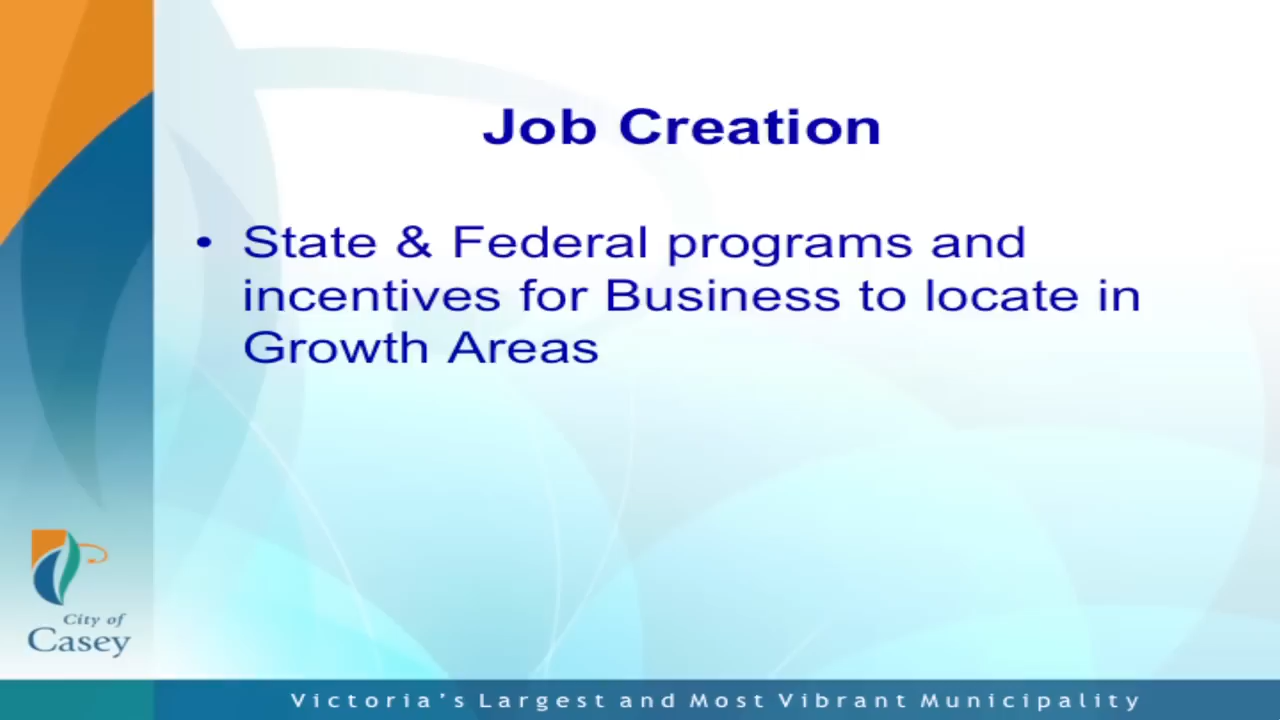 Job Creation
• State & Federal programs and
incentives for Business to locate in
Growth Areas
City of
Casey
Victoria's Largest and Most Vibrant Municipality